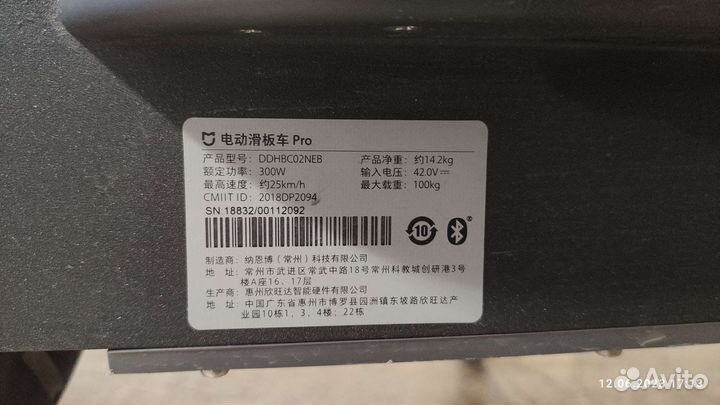 电动滑板车 Pro
产品型号： DDHBC02NEB 产品净重： 约14.2kg
额定功率： 300W 输入电压： 42.0V⎓
最高速度： 约25km/h 最大载重： 100kg
CMIIT ID： 2018DP2094
SN 18832/00112092
10
制造商： 纳恩博（常州）科技有限公司
地 址： 常州市武进区常武中路18号常州科教城创研港3号
楼A座16、17层
生产商： 惠州欣旺达智能硬件有限公司
地 址： 中国广东省惠州市博罗县园洲镇东坡路欣旺达产
业园10栋1、3、4楼；22栋
12.06.2023 17:13
Avito